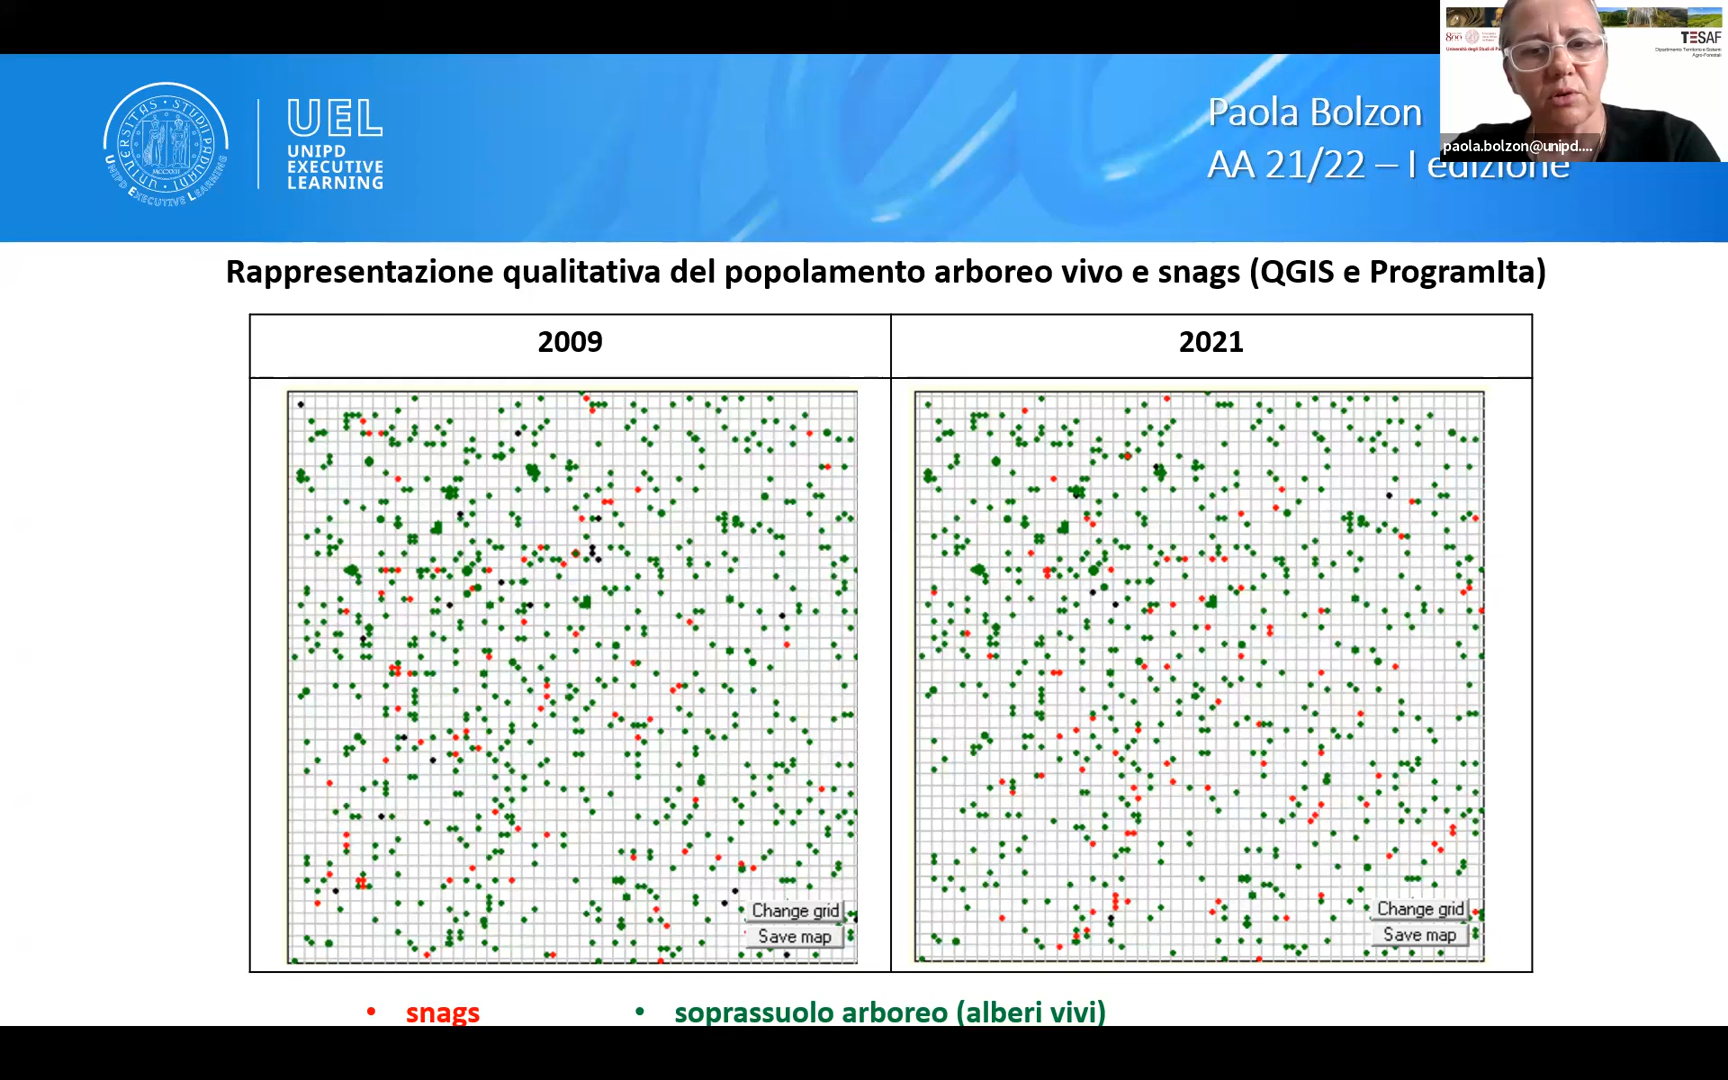 UEL
UNIPD
EXECUTIVE
LEARNING
Paola Bolzon
AA 21/22 – I edizione
TESAF
paola.bolzon@unipd....
Rappresentazione qualitativa del popolamento arboreo vivo e snags (QGIS e ProgramIta)
2009
2021
Change grid
Save map
Change grid
Save map
• snags
• soprassuolo arboreo (alberi vivi)